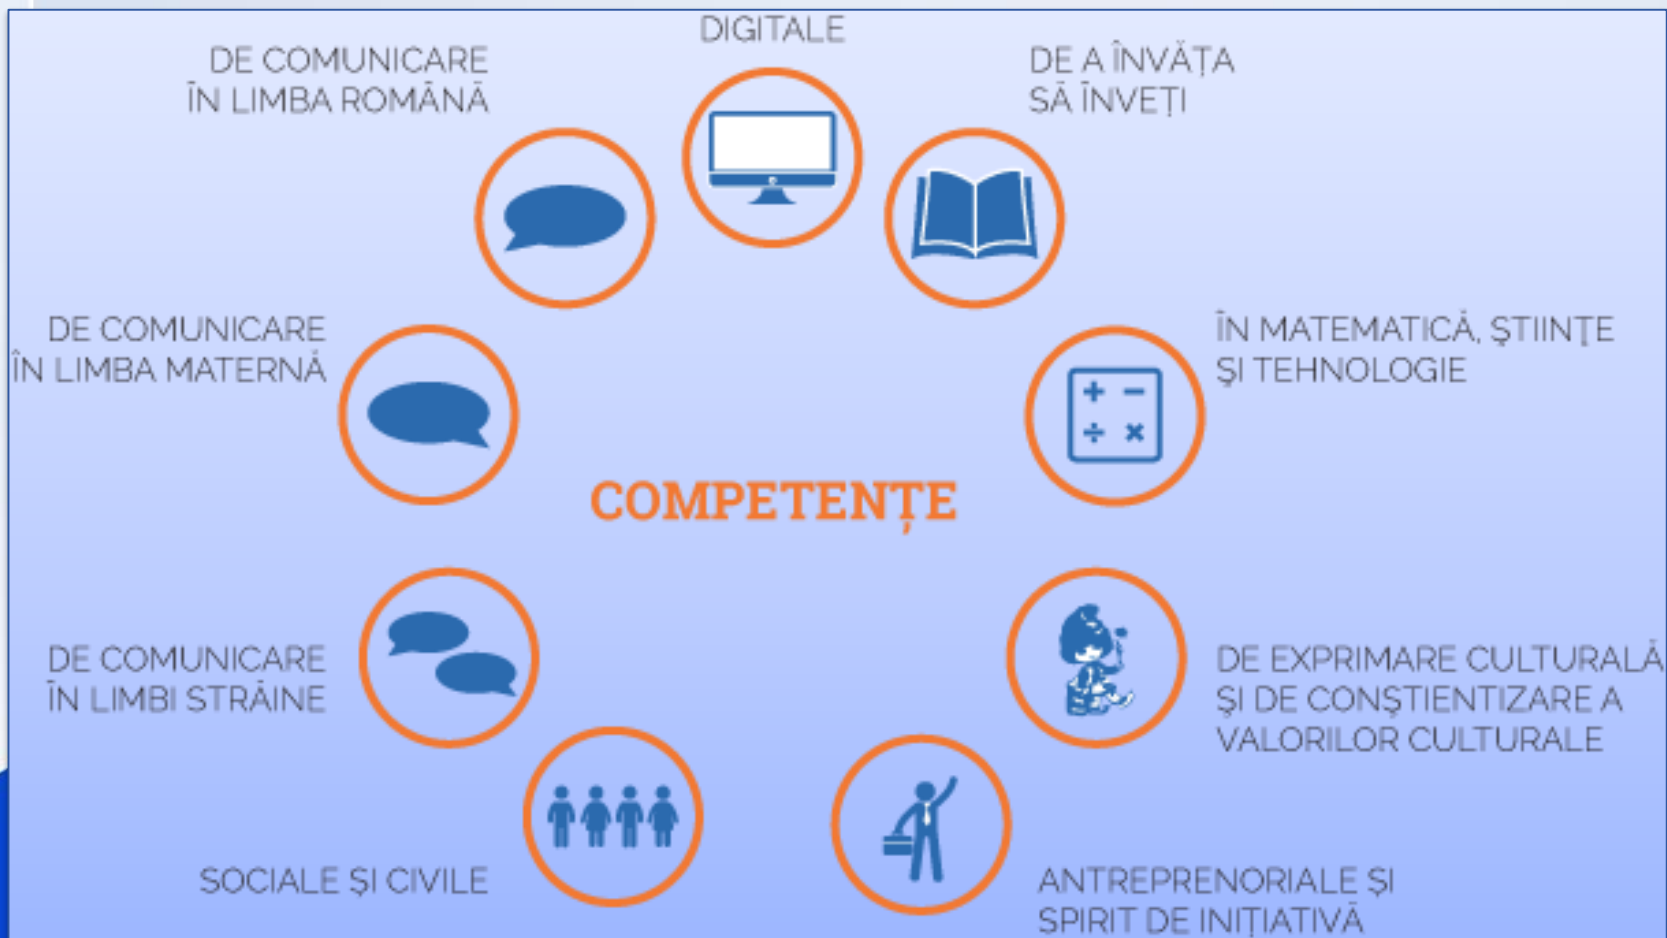 DIGITALE
DE COMUNICARE
ÎN LIMBA ROMÂNĂ
DE A ÎNVĂȚA
SĂ ÎNVEȚI
DE COMUNICARE
ÎN LIMBA MATERNĂ
ÎN MATEMATICĂ, ȘTIINȚE
ȘI TEHNOLOGIE
COMPETENȚE
DE COMUNICARE
ÎN LIMBI STRĂINE
DE EXPRIMARE CULTURALĂ
ȘI DE CONȘTIENTIZARE A
VALORILOR CULTURALE
SOCIALE ȘI CIVILE
ANTREPRENORIALE ȘI
SPIRIT DE INIȚIATIVĂ